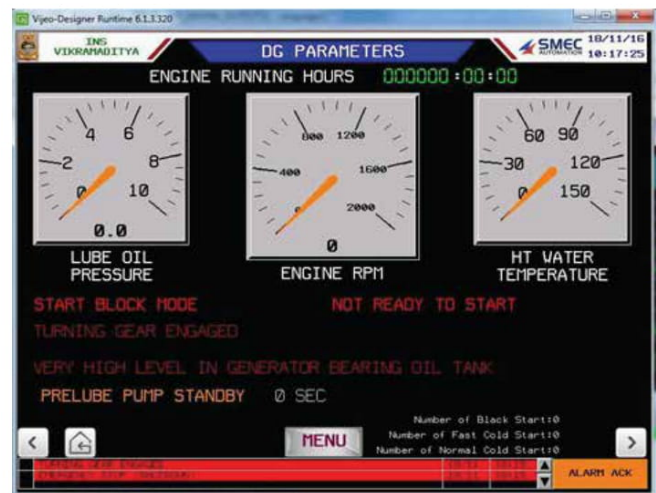 Vijeo-Designer Runtime 6.1.3.320
INS
VIKRAMADITYA
DG PARAMETERS
SMEC
AUTOMATION
18/11/16
10:17:25
ENGINE RUNNING HOURS 000000:00:00
0 2 4 6 8 10
0.0
LUBE OIL
PRESSURE
0 400 800 1200 1600 2000
0
ENGINE RPM
0 30 60 90 120 150
HT WATER
TEMPERATURE
START BLOCK MODE NOT READY TO START
TURNING GEAR ENGAGED
VERY HIGH LEVEL IN GENERATOR BEARING OIL TANK
PRELUBE PUMP STANDBY 0 SEC
Number of Black Start:0
Number of Fast Cold Start:0
Number of Normal Cold Start:0
MENU
TURNING GEAR ENGAGED
ALARM ACK